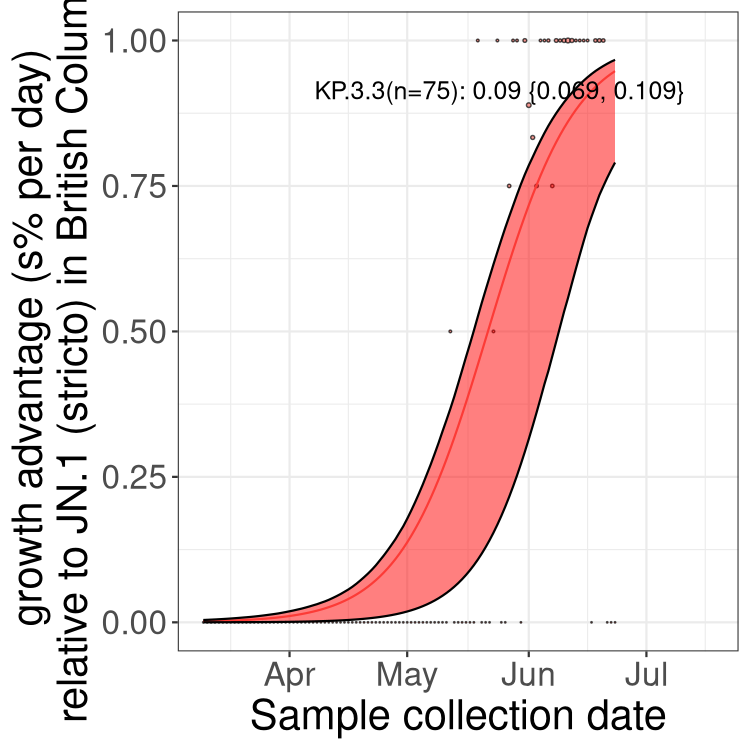 growth advantage (s% per day)
relative to JN.1 (stricto) in British Colum
1.00
0.75
0.50
0.25
0.00
KP.3.3(n=75): 0.09 {0.069, 0.109}
Apr May Jun Jul
Sample collection date